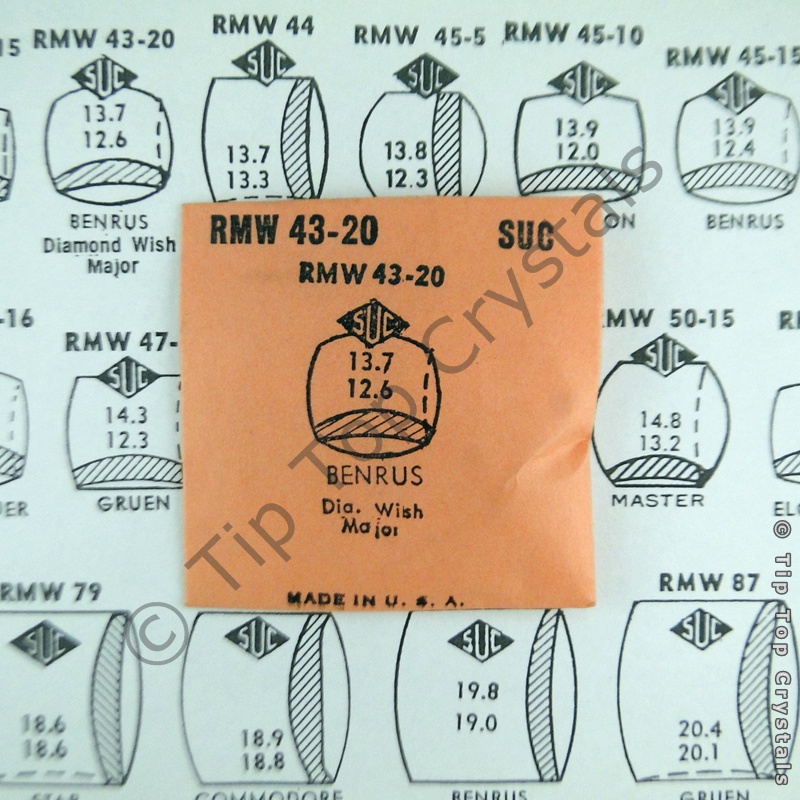 15
RMW 43-20
RMW 44
RMW 45-5
RMW 45-10
RMW 45-15
SUC
SUC
SUC
SUC
SUC
13.7
12.6
13.7
13.3
13.8
12.3
13.9
12.0
13.9
12.4
BENRUS
Diamond Wish
Major
ON
BENRUS
RMW 43-20 SUC
RMW 43-20
SUC
13.7
12.6
BENRUS
Dia. Wish
Major
MADE IN U. S. A.
-16
RMW 47-
MW 50-15
SUC
SUC
14.3
12.3
14.8
13.2
UER
GRUEN
MASTER
RMW 79
RMW 87
SUC
SUC
SUC
SUC
18.6
18.6
18.9
18.8
19.8
19.0
20.4
20.1
STAR
COMMODORE
BENRUS
GRUEN
© Tip Top Crystals
© Tip Top Crystals